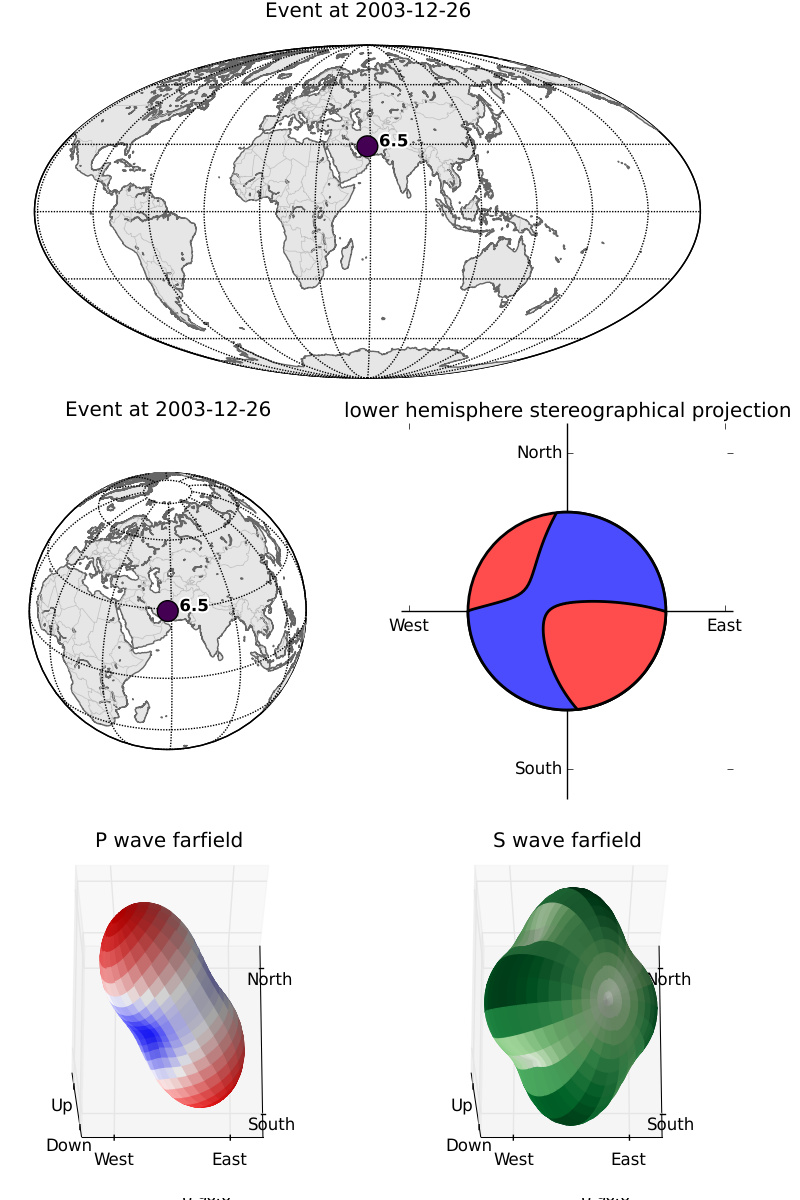 Event at 2003-12-26
6.5
Event at 2003-12-26
lower hemisphere stereographical projection
North
6.5
West
East
South
P wave farfield
S wave farfield
North
North
Up
Up
South
South
Down
Down
West
East
West
East